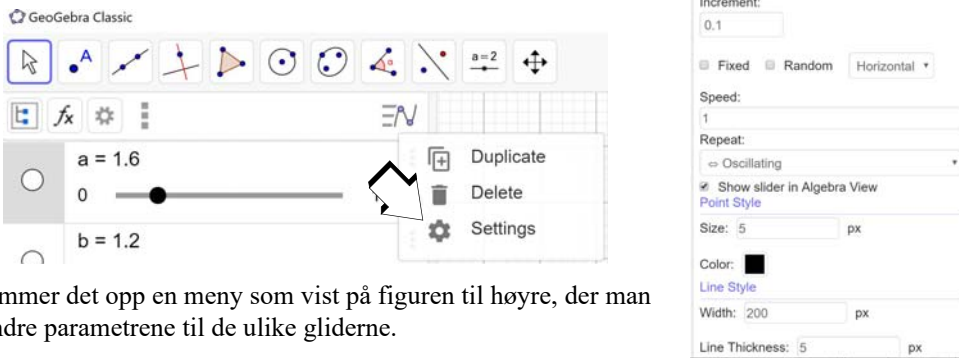 GeoGebra Classic
A
α
a=2
fx
a = 1.6
0
b = 1.2
Duplicate
Delete
Settings
mmer det opp en meny som vist på figuren til høyre, der man
ndre parametrene til de ulike gliderne.
Increment:
0.1
Fixed Random Horizontal
Speed:
1
Repeat:
⇔ Oscillating
Show slider in Algebra View
Point Style
Size: 5 px
Color:
Line Style
Width: 200 px
Line Thickness: 5 px